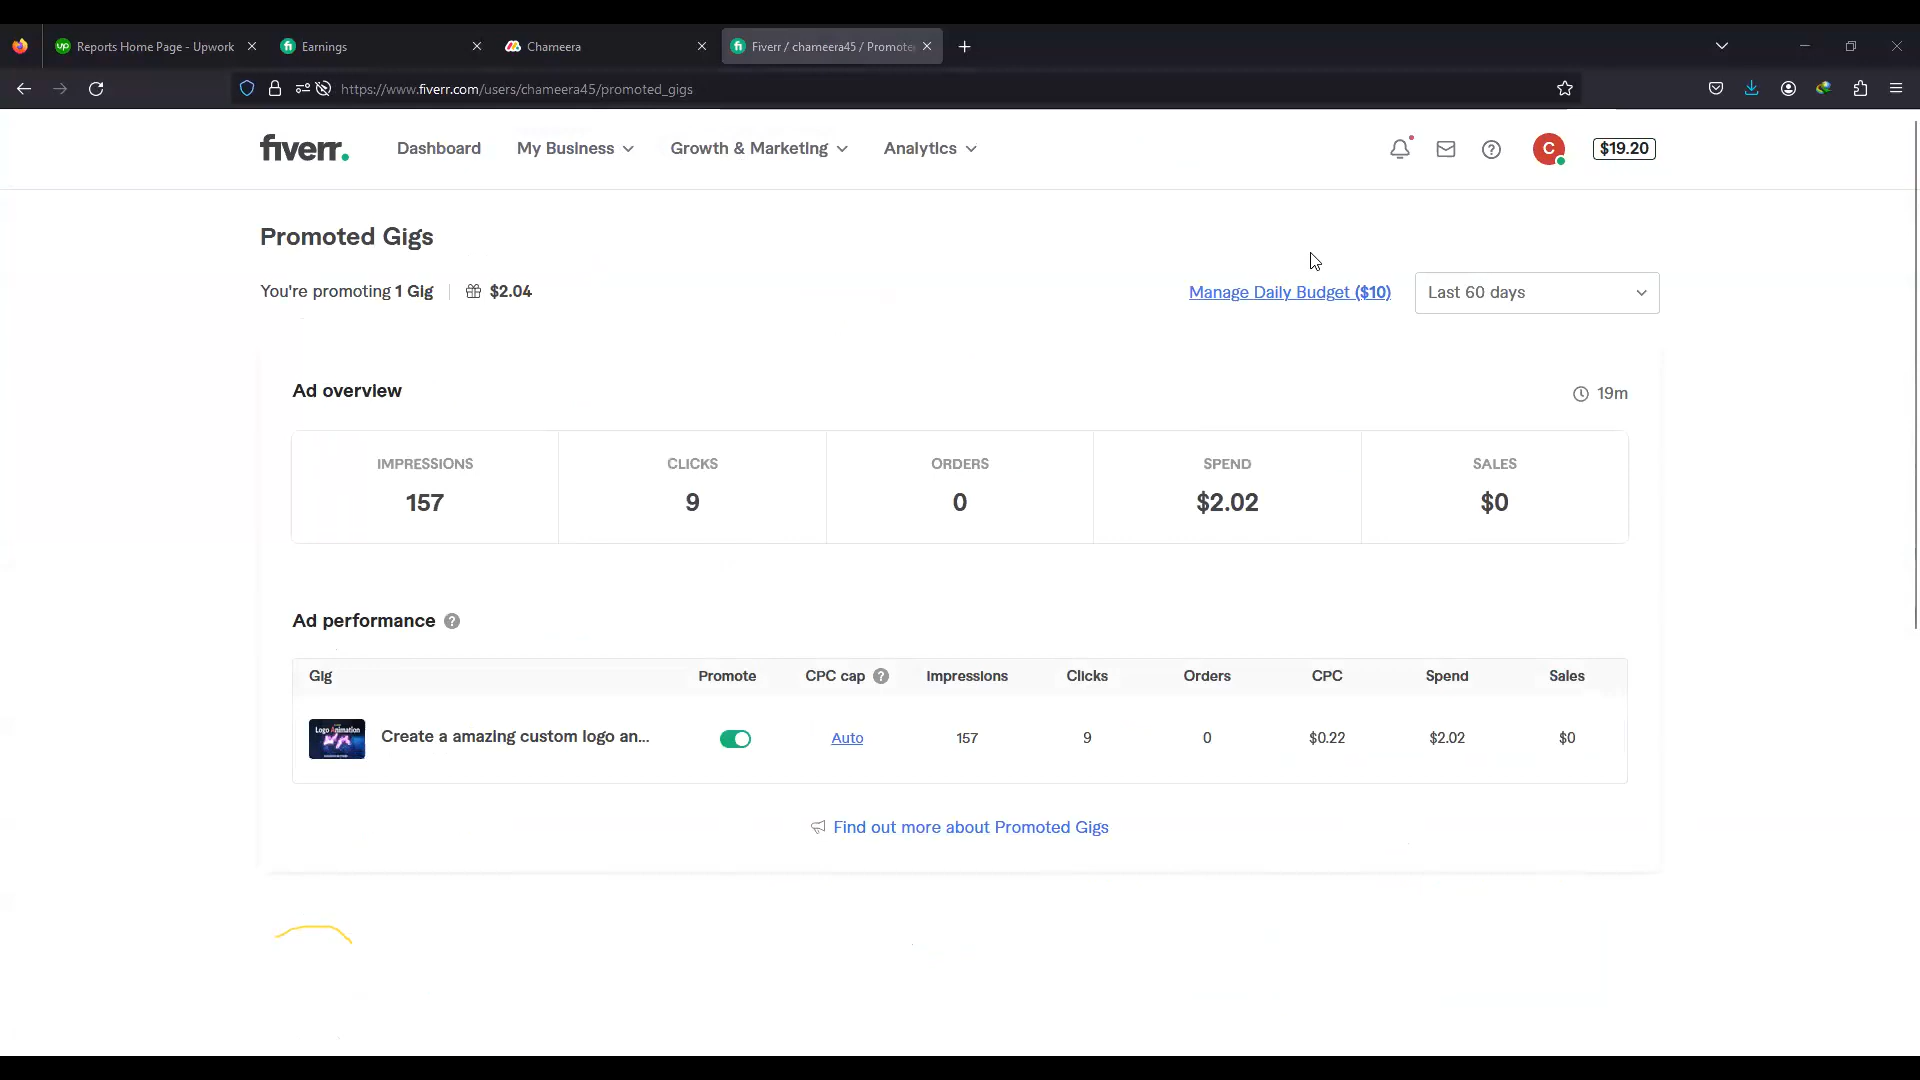 Reports Home Page - Upwork
Earnings
Chameera
Fiverr / chameera45 / Promote
https://www.fiverr.com/users/chameera45/promoted_gigs
fiverr.
Dashboard
My Business
Growth & Marketing
Analytics
C
$19.20
Promoted Gigs
You're promoting 1 Gig
$2.04
Manage Daily Budget ($10)
Last 60 days
Ad overview
19m
IMPRESSIONS CLICKS ORDERS SPEND SALES
157 9 0 $2.02 $0
Ad performance
Gig Promote CPC cap Impressions Clicks Orders CPC Spend Sales
Logo Animation
Create a amazing custom logo an... Auto 157 9 0 $0.22 $2.02 $0
Find out more about Promoted Gigs